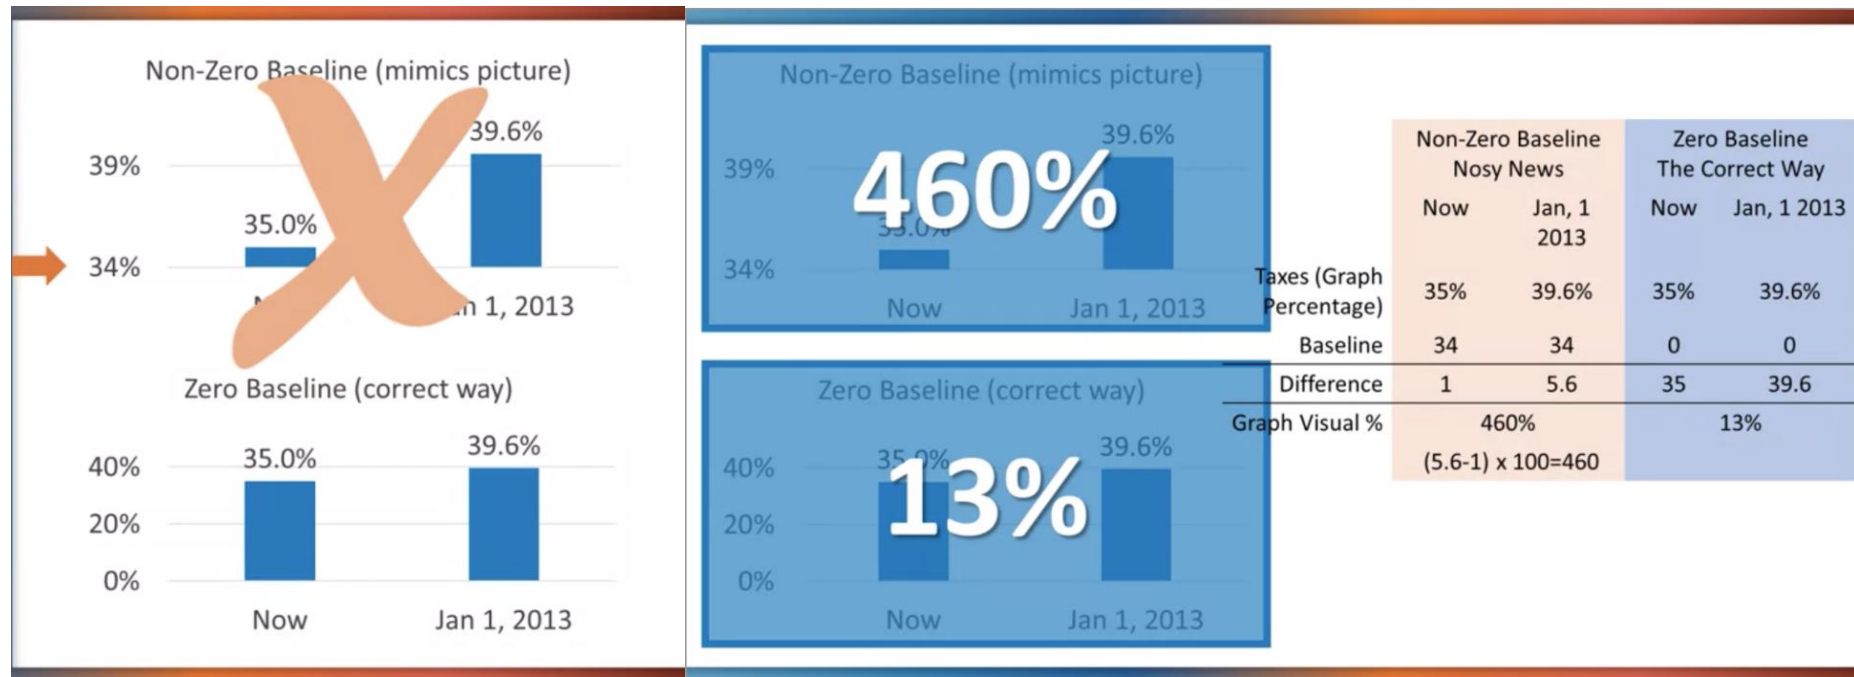 Non-Zero Baseline (mimics picture)
39.6%
39%
35.0%
34%
n 1, 2013
Zero Baseline (correct way)
39.6%
35.0%
40%
20%
0%
Now
Jan 1, 2013
Non-Zero Baseline (mimics picture)
39.6%
39%
460%
35.0%
34%
Now
Jan 1, 2013
Zero Baseline (correct way)
39.6%
35.0%
40%
13%
20%
0%
Now
Jan 1, 2013
Non-Zero Baseline
Nosy News
Zero Baseline
The Correct Way
Now
Jan, 1
2013
Now
Jan, 1 2013
Taxes (Graph
Percentage)
35%
39.6%
35%
39.6%
Baseline
34
34
0
0
Difference
1
5.6
35
39.6
Graph Visual %
460%
13%
(5.6-1) x 100=460